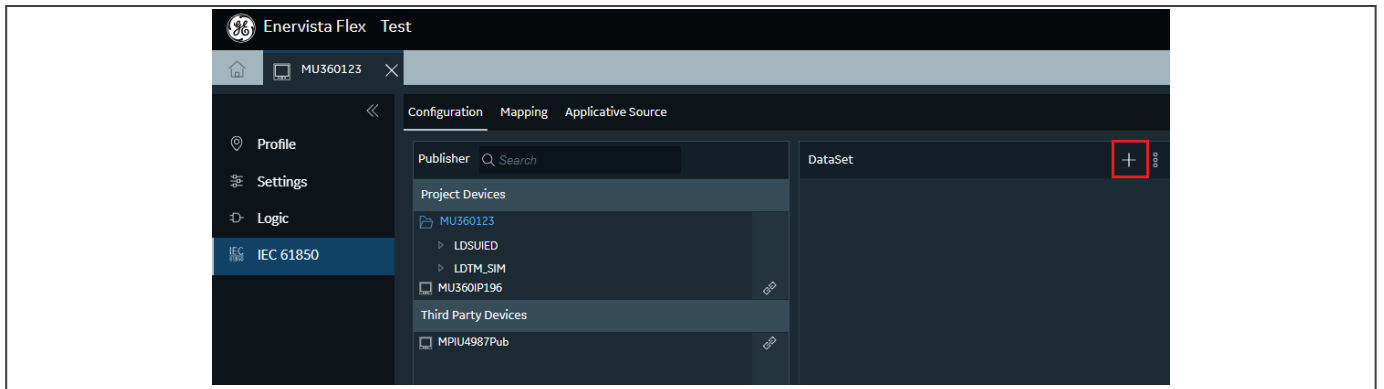 Enervista Flex Test
MU360123
Configuration Mapping Applicative Source
Profile
Settings
Logic
IEC 61850
Publisher Search
DataSet
Project Devices
MU360123
LDSUIED
LDTM_SIM
MU360IP196
Third Party Devices
MPIU4987Pub